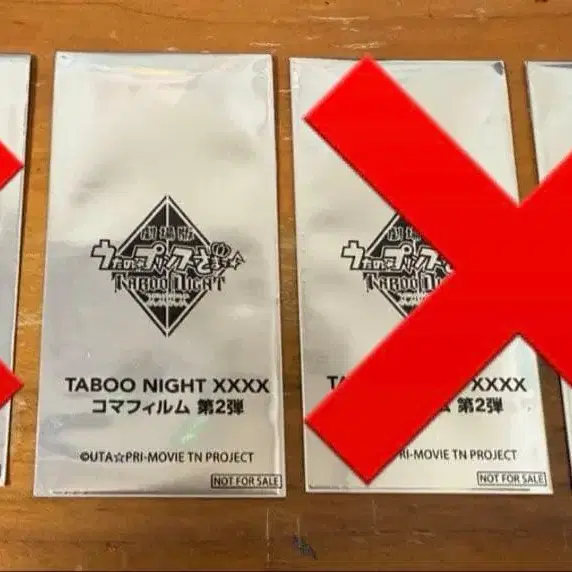 劇場版
うたの☆プリンスさまっ♪
TABOO NIGHT
TABOO NIGHT XXXX
コマフィルム 第2弾
©UTA☆PRI-MOVIE TN PROJECT
NOT FOR SALE
XXXX
第2弾
PRI-MOVIE TN PROJECT
NOT FOR SALE